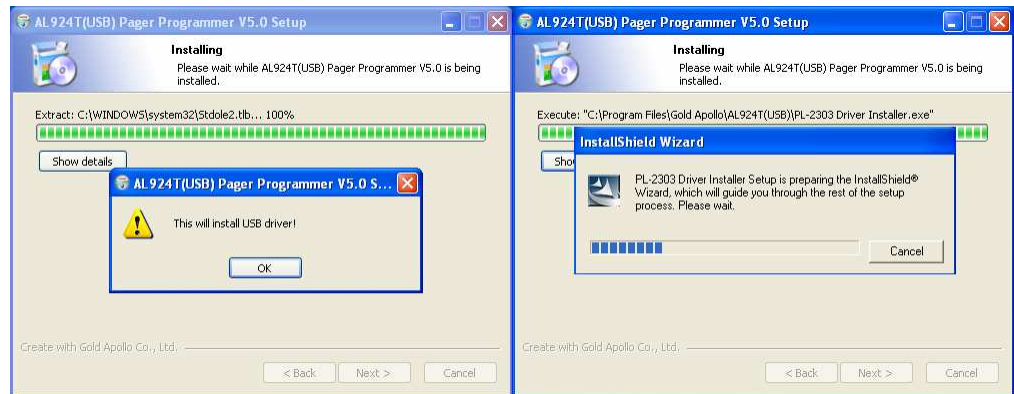 AL924T(USB) Pager Programmer V5.0 Setup
Installing
Please wait while AL924T(USB) Pager Programmer V5.0 is being
installed.
Extract: C:\WINDOWS\system32\Stdole2.tlb... 100%
Show details
AL924T(USB) Pager Programmer V5.0 S...
This will install USB driver!
OK
Create with Gold Apollo Co., Ltd.
< Back
Next >
Cancel
AL924T(USB) Pager Programmer V5.0 Setup
Installing
Please wait while AL924T(USB) Pager Programmer V5.0 is being
installed.
Execute: "C:\Program Files\Gold Apollo\AL924T(USB)\PL-2303 Driver Installer.exe"
Sho
InstallShield Wizard
PL-2303 Driver Installer Setup is preparing the InstallShield®
Wizard, which will guide you through the rest of the setup
process. Please wait.
Cancel
Create with Gold Apollo Co., Ltd.
< Back
Next >
Cancel